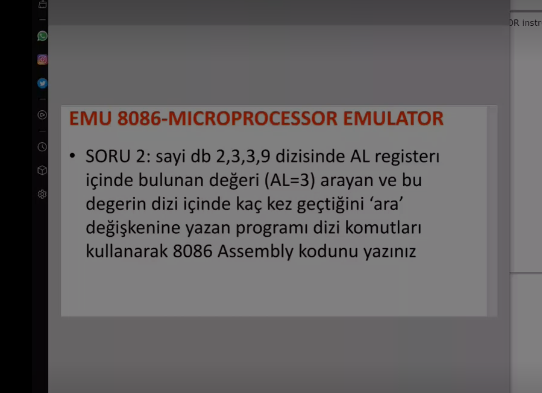 OR instr
EMU 8086-MICROPROCESSOR EMULATOR
• SORU 2: sayi db 2,3,3,9 dizisinde AL registerı
içinde bulunan değeri (AL=3) arayan ve bu
degerin dizi içinde kaç kez geçtiğini ‘ara’
değişkenine yazan programı dizi komutları
kullanarak 8086 Assembly kodunu yazınız